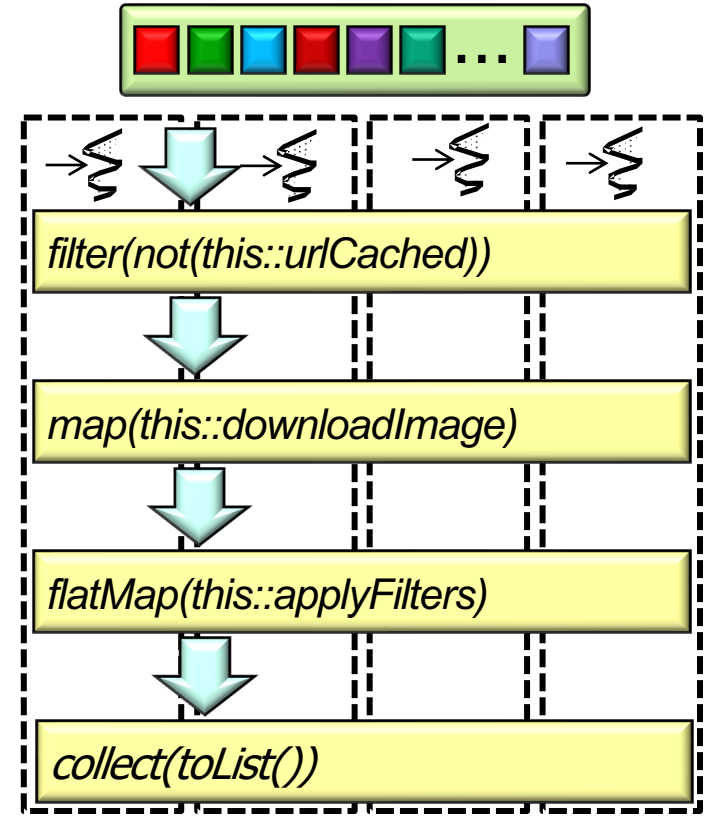 ...
filter(not(this::urlCached))
map(this::downloadImage)
flatMap(this::applyFilters)
collect(toList())